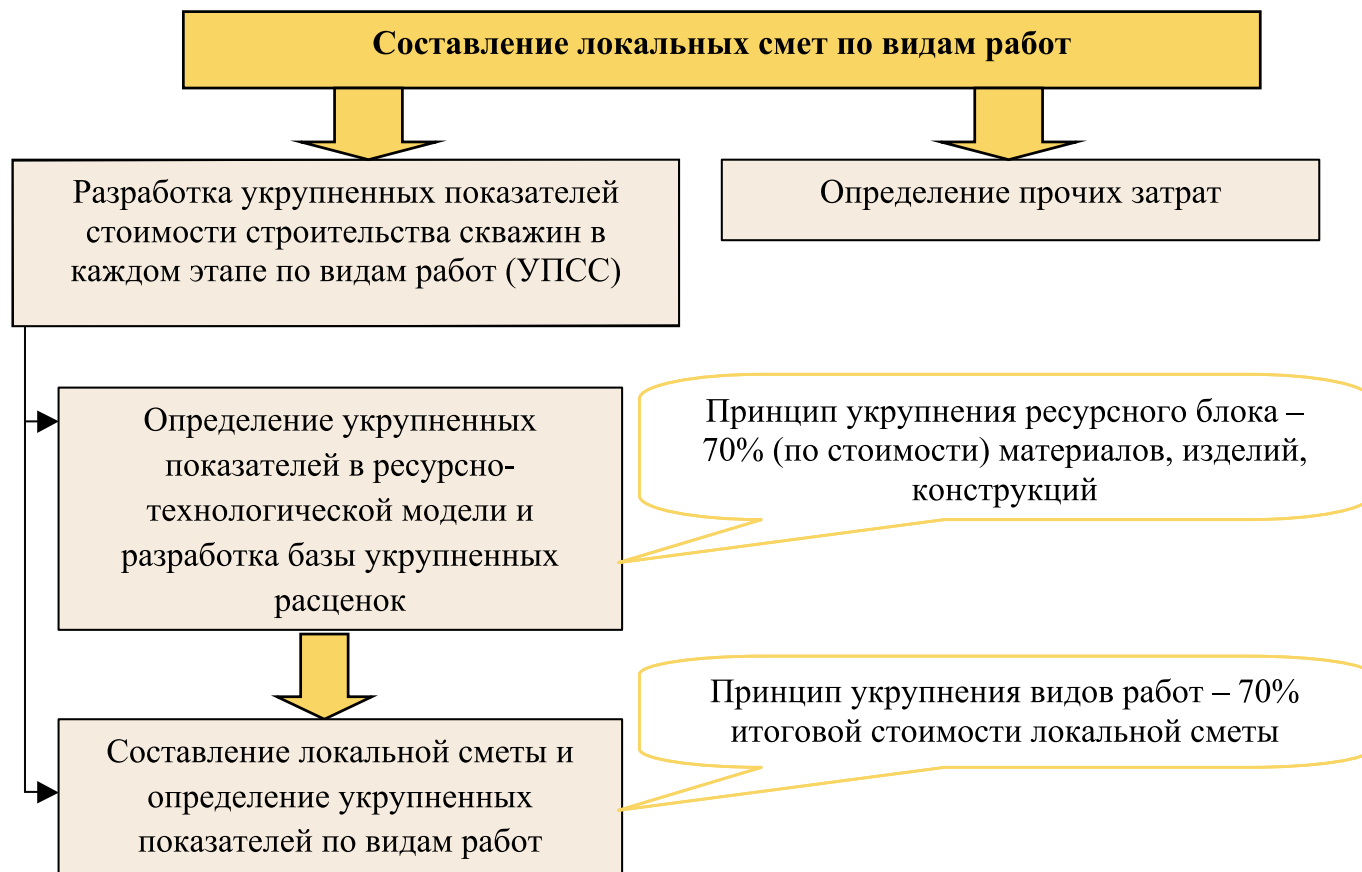 Составление локальных смет по видам работ
Разработка укрупненных показателей
стоимости строительства скважин в
каждом этапе по видам работ (УПСС)
Определение прочих затрат
Определение укрупненных
показателей в ресурсно-
технологической модели и
разработка базы укрупненных
расценок
Принцип укрупнения ресурсного блока –
70% (по стоимости) материалов, изделий,
конструкций
Составление локальной сметы и
определение укрупненных
показателей по видам работ
Принцип укрупнения видов работ – 70%
итоговой стоимости локальной сметы